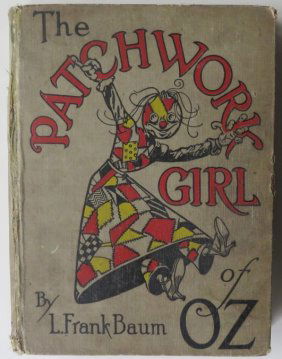 The
PATCHWORK
GIRL
of
OZ
By
L. Frank Baum